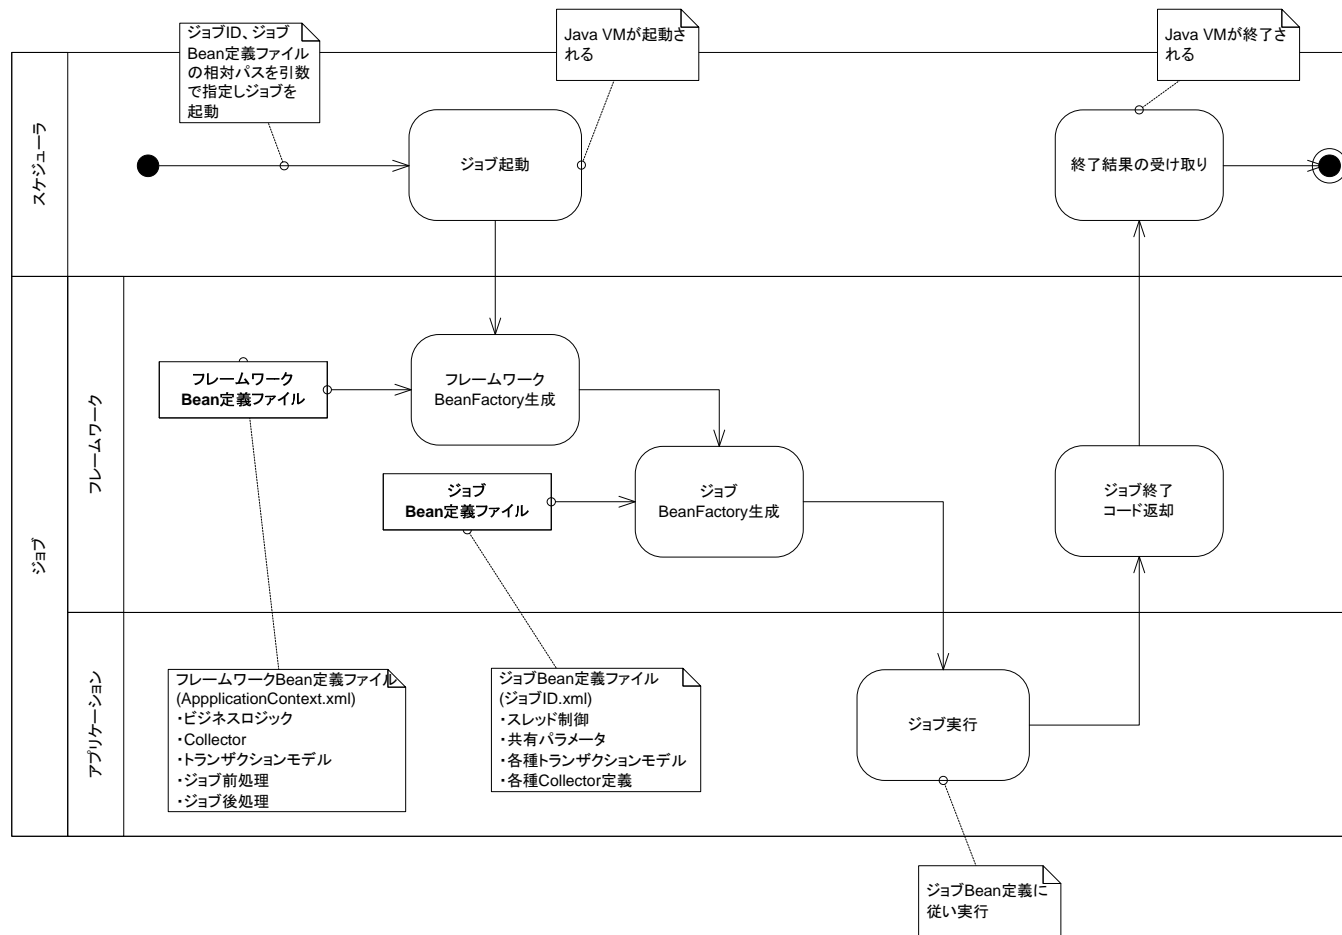 ジョブID、ジョブ
Bean定義ファイル
の相対パスを引数
で指定しジョブを
起動
Java VMが起動さ
れる
Java VMが終了さ
れる
スケジューラ
ジョブ起動
終了結果の受け取り
ジョブ
フレームワーク
フレームワーク
Bean定義ファイル
フレームワーク
BeanFactory生成
ジョブ
Bean定義ファイル
ジョブ
BeanFactory生成
ジョブ終了
コード返却
アプリケーション
フレームワークBean定義ファイル
(AppplicationContext.xml)
・ビジネスロジック
・Collector
・トランザクションモデル
・ジョブ前処理
・ジョブ後処理
ジョブBean定義ファイル
(ジョブID.xml)
・スレッド制御
・共有パラメータ
・各種トランザクションモデル
・各種Collector定義
ジョブ実行
ジョブBean定義に
従い実行